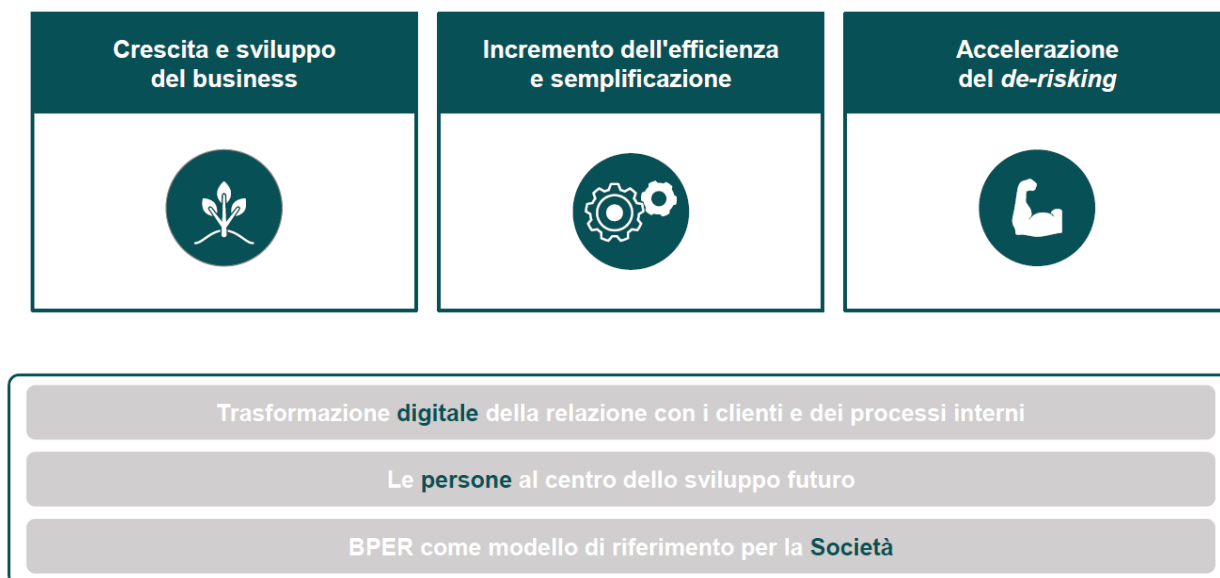 Crescita e sviluppo
del business
Incremento dell'efficienza
e semplificazione
Accelerazione
del de-risking
Trasformazione digitale della relazione con i clienti e dei processi interni
Le persone al centro dello sviluppo futuro
BPER come modello di riferimento per la Società